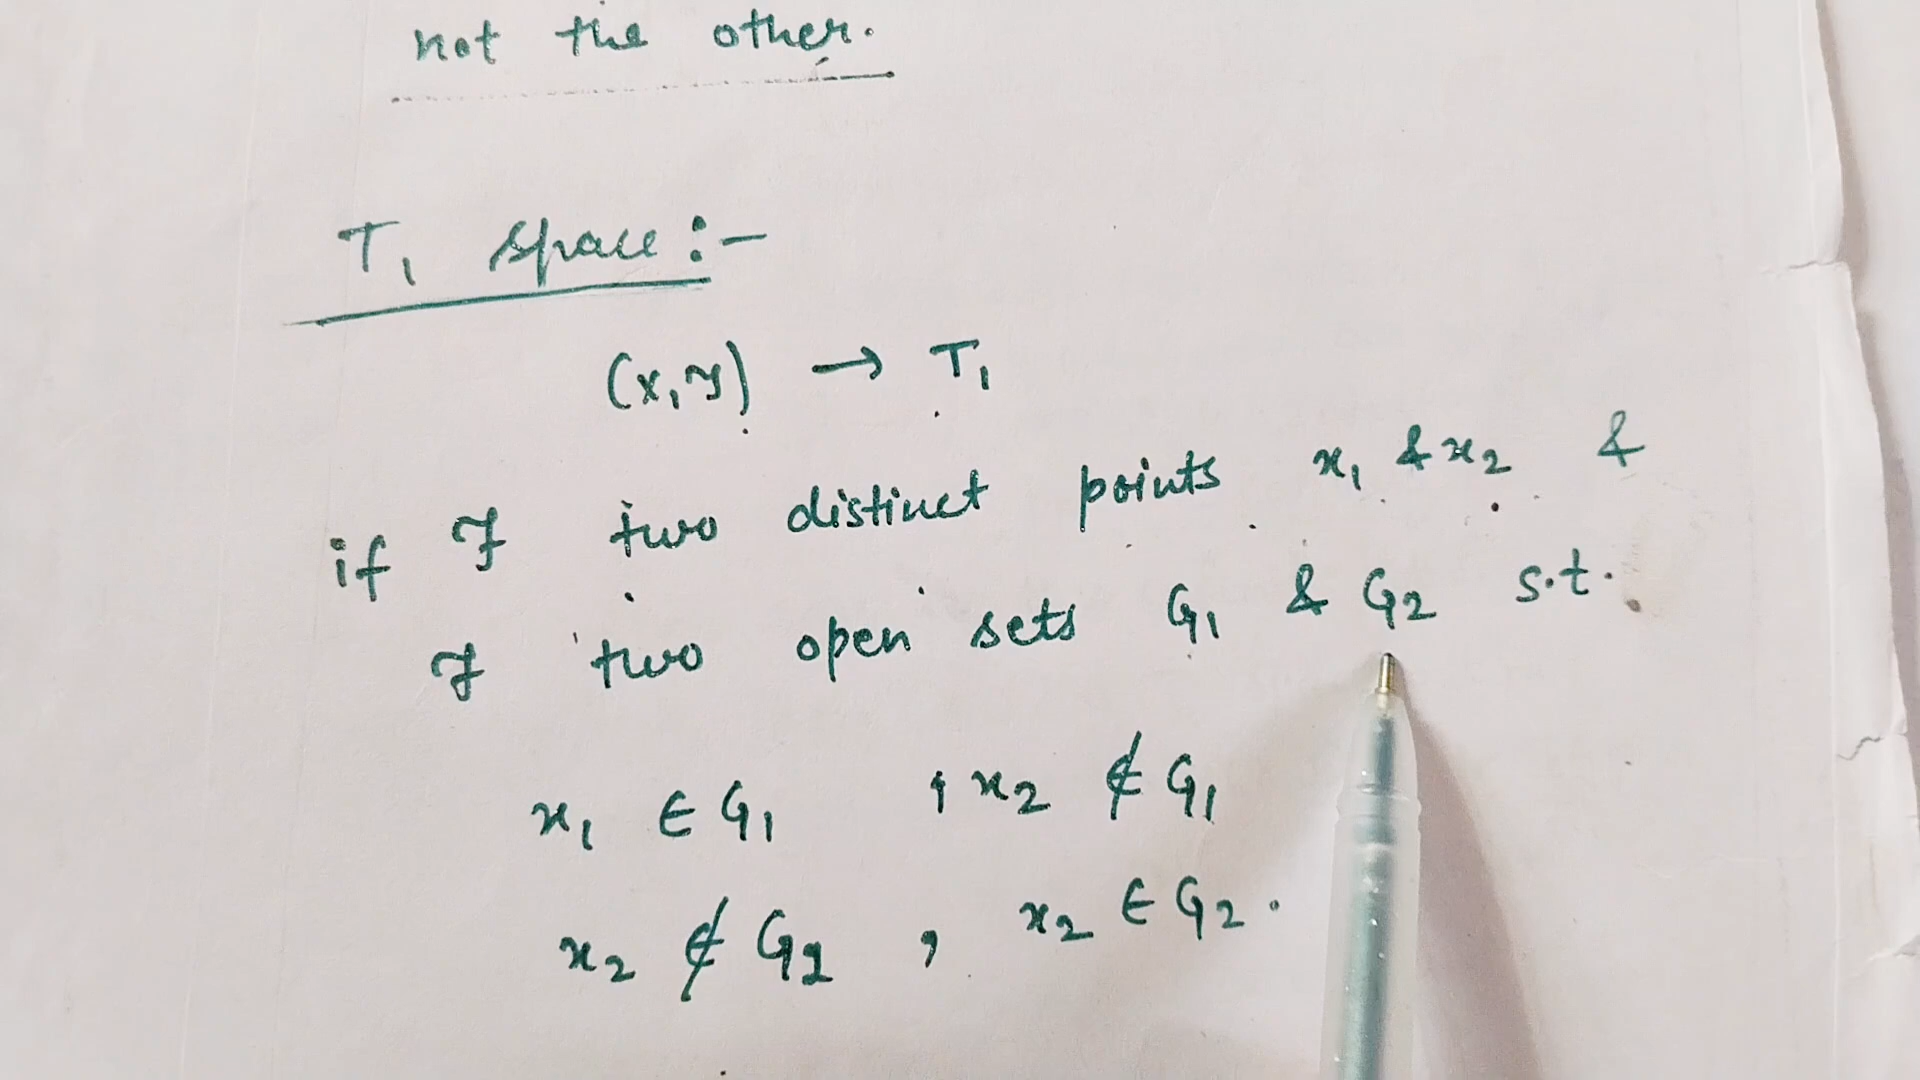 not the other.
T₁ space:-
(X,ℑ) → T₁
if ∃ two distinct points x₁ & x₂ &
∃ two open sets G₁ & G₂ s.t.
x₁ ∈ G₁ , x₂ ∉ G₁
x₂ ∉ G₁ , x₂ ∈ G₂.